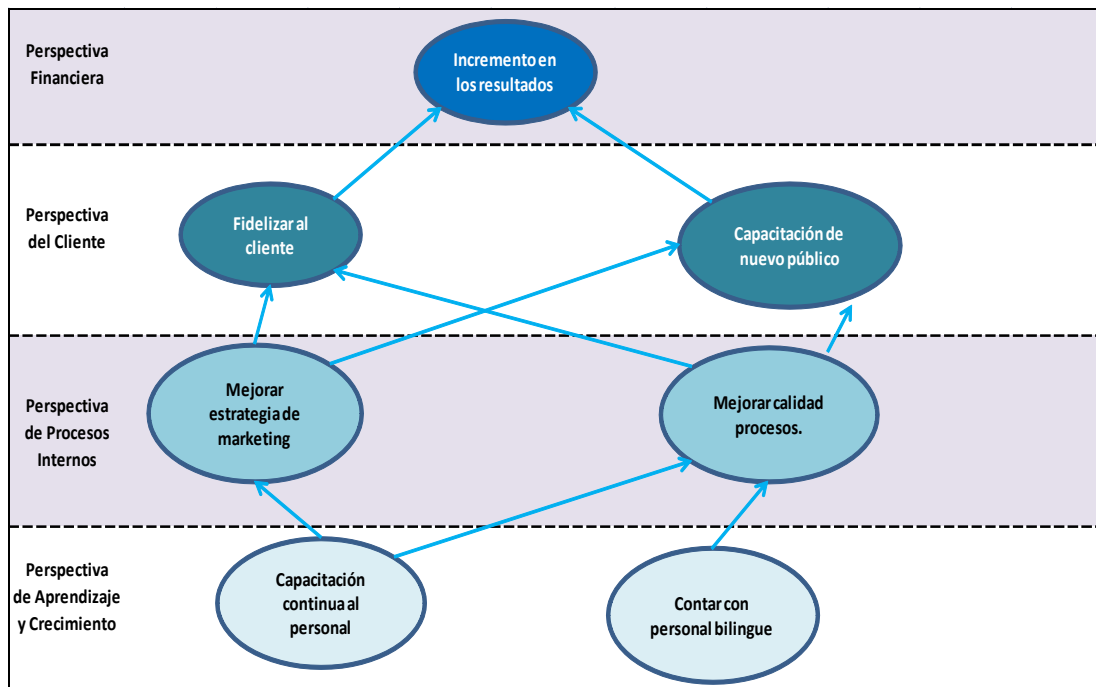 Perspectiva
Financiera
Incremento en
los resultados
Perspectiva
del Cliente
Fidelizar al
cliente
Capacitación de
nuevo público
Perspectiva
de Procesos
Internos
Mejorar
estrategia de
marketing
Mejorar calidad
procesos.
Perspectiva
de Aprendizaje
y Crecimiento
Capacitación
continua al
personal
Contar con
personal bilingue